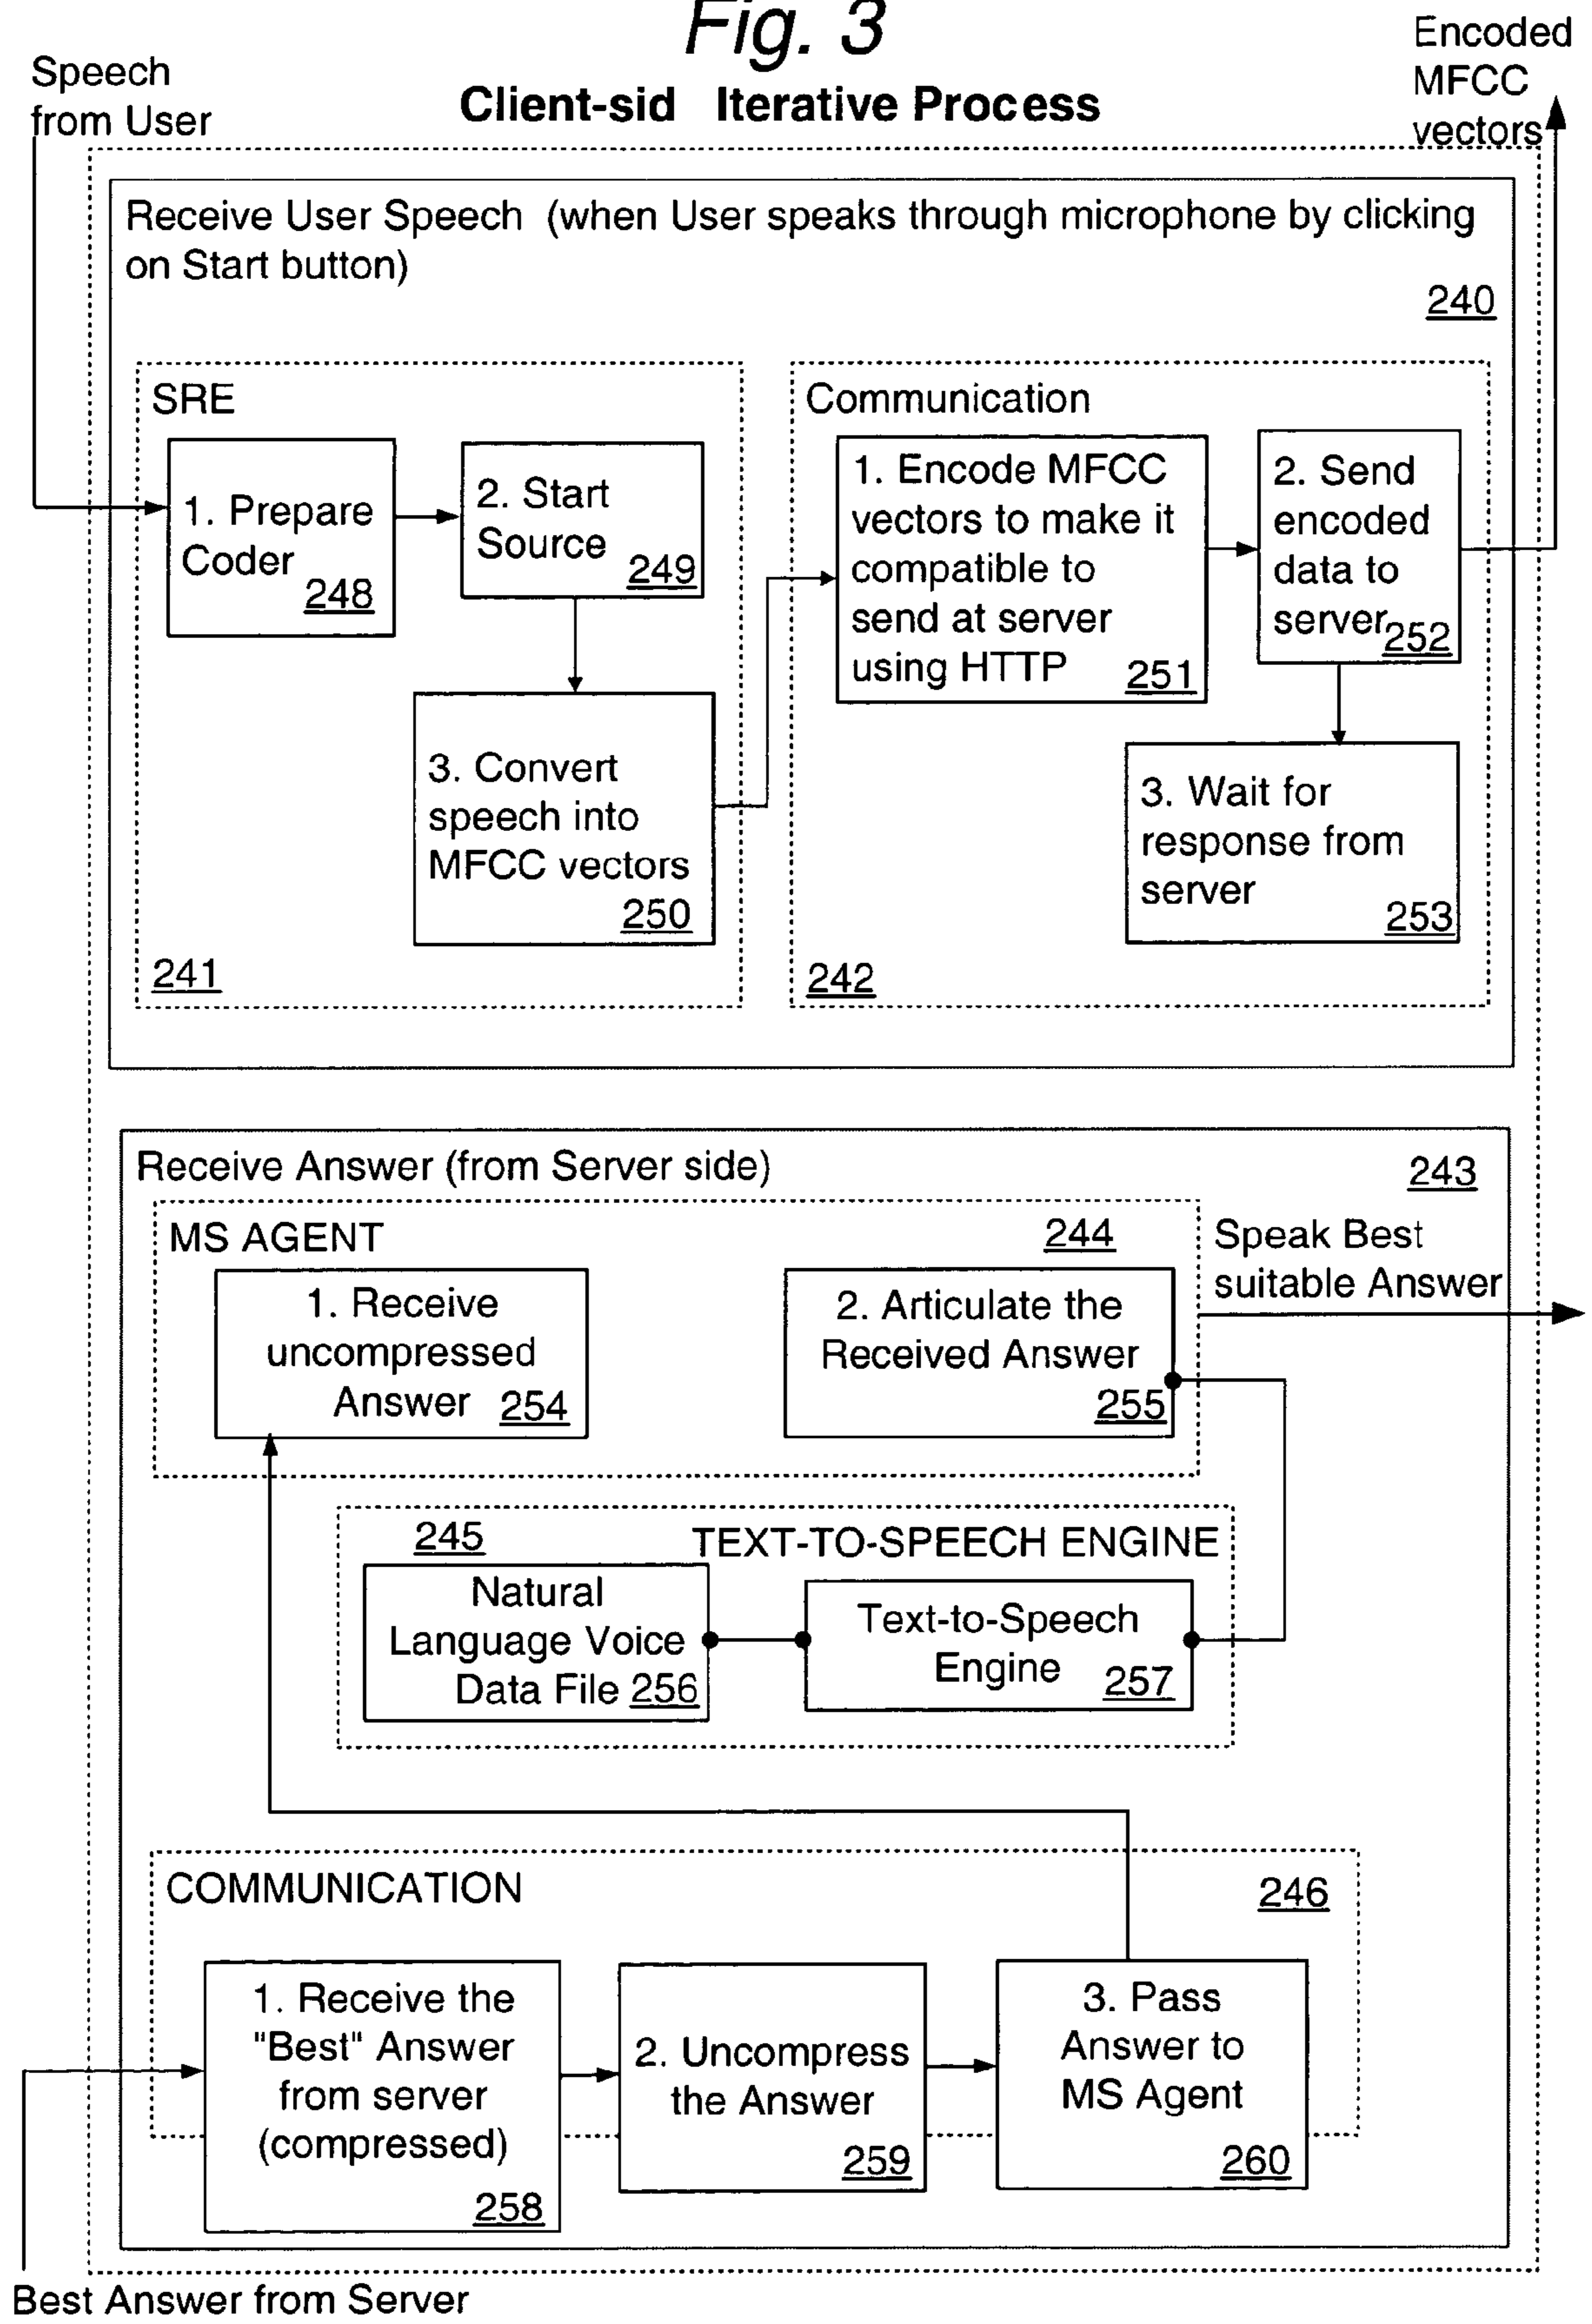 Fig. 3
Client-sid Iterative Process
Speech
from User
Encoded
MFCC
vectors
Receive User Speech (when User speaks through microphone by clicking
on Start button)
240
SRE
1. Prepare
Coder
248
2. Start
Source
249
3. Convert
speech into
MFCC vectors
250
241
Communication
1. Encode MFCC
vectors to make it
compatible to
send at server
using HTTP
251
2. Send
encoded
data to
server
252
3. Wait for
response from
server
253
242
Receive Answer (from Server side)
243
MS AGENT
244
1. Receive
uncompressed
Answer 254
2. Articulate the
Received Answer
255
Speak Best
suitable Answer
245
TEXT-TO-SPEECH ENGINE
Natural
Language Voice
Data File 256
Text-to-Speech
Engine
257
COMMUNICATION
246
1. Receive the
"Best" Answer
from server
(compressed)
258
2. Uncompress
the Answer
259
3. Pass
Answer to
MS Agent
260
Best Answer from Server